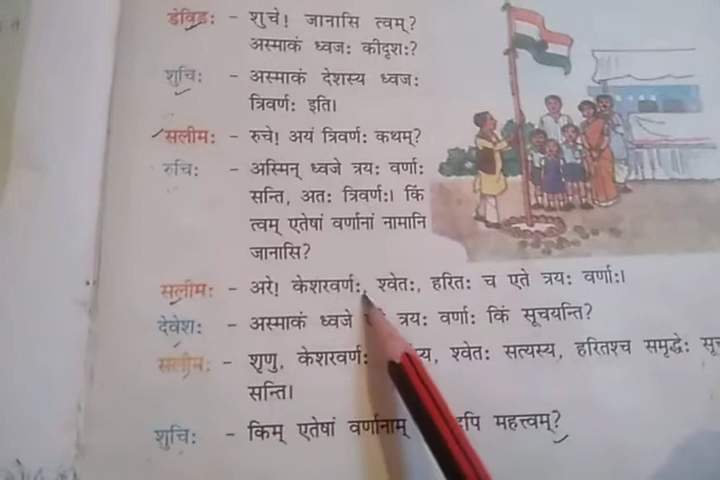 डेविड: - शुचे! जानासि त्वम्?
अस्माकं ध्वज: कीदृश:?
शुचि: - अस्माकं देशस्य ध्वज:
त्रिवर्ण: इति।
सलीम: - रुचे! अयं त्रिवर्ण: कथम्?
रुचि: - अस्मिन् ध्वजे त्रय: वर्णा:
सन्ति, अत: त्रिवर्ण:। किं
त्वम् एतेषां वर्णानां नामानि
जानासि?
सलीम: - अरे! केशरवर्ण:, श्वेत:, हरित: च एते त्रय: वर्णा:।
देवेश: - अस्माकं ध्वजे त्रय: वर्णा: किं सूचयन्ति?
सलीम: - शृणु, केशरवर्ण: श्वेत: सत्यस्य, हरितश्च समृद्धे:
सन्ति।
शुचि: - किम् एतेषां वर्णानाम् महत्त्वम्?